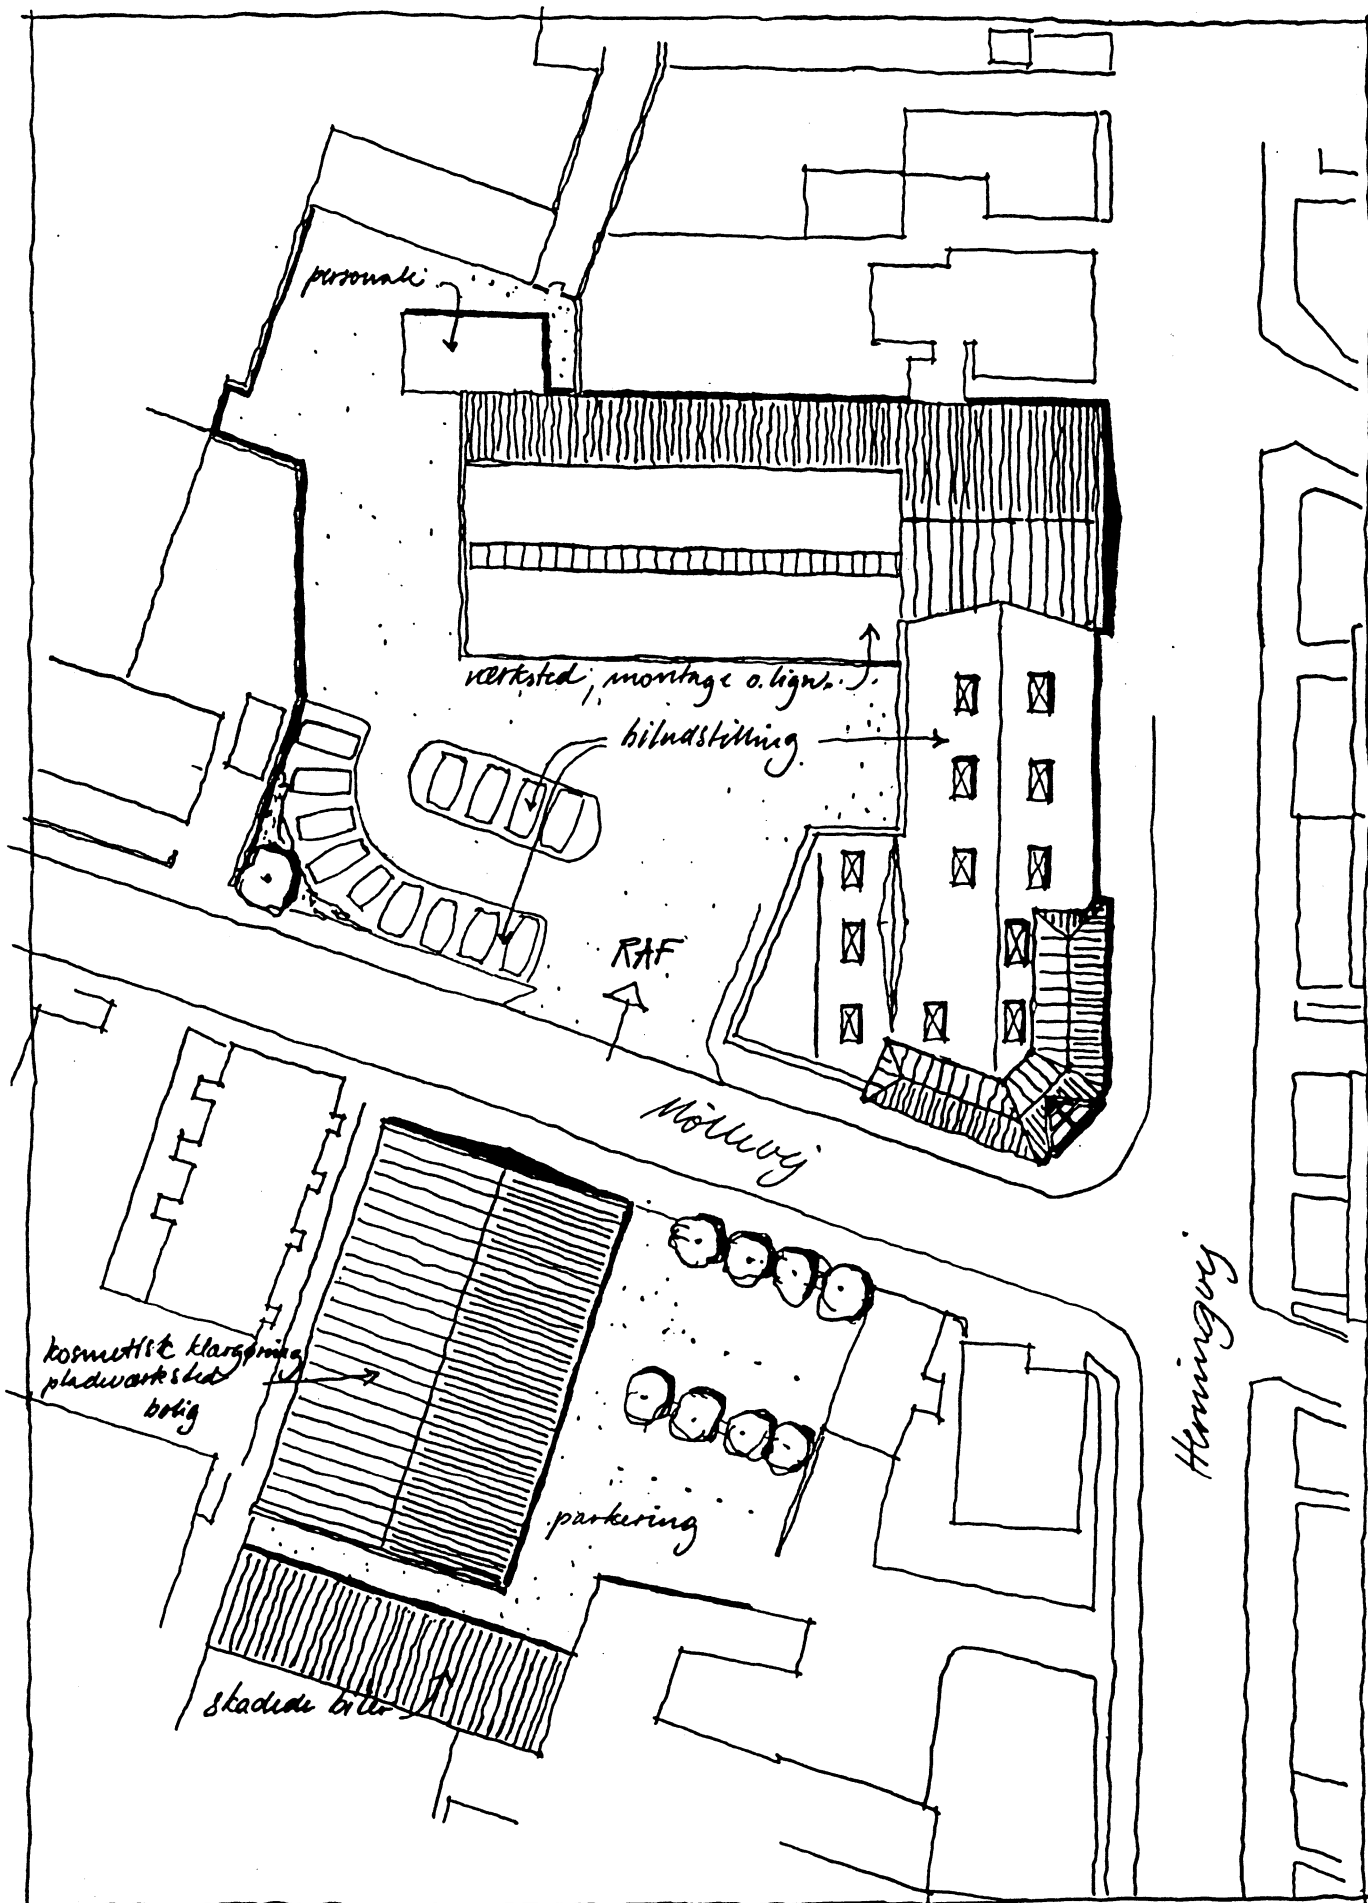 personale
værksted, montage o. lign.
biludstilling
RAF
Møllevej
Herningvej
kosmetisk klargøring
pladeværksted
bolig
parkering
skadede biler